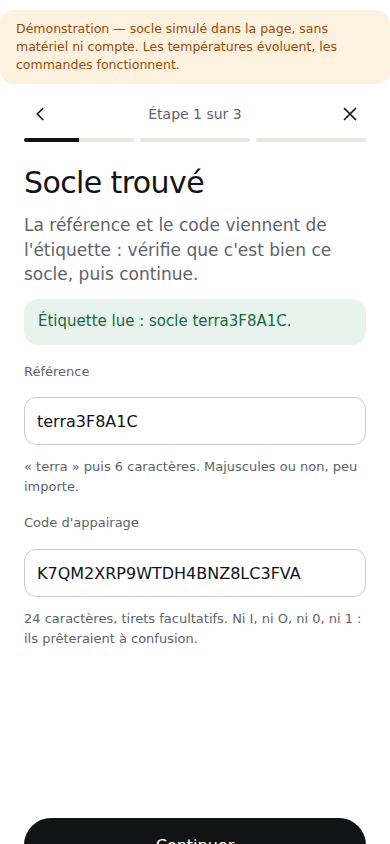 Démonstration — socle simulé dans la page, sans
matériel ni compte. Les températures évoluent, les
commandes fonctionnent.
Étape 1 sur 3
Socle trouvé
La référence et le code viennent de
l'étiquette : vérifie que c'est bien ce
socle, puis continue.
Étiquette lue : socle terra3F8A1C.
Référence
terra3F8A1C
« terra » puis 6 caractères. Majuscules ou non, peu
importe.
Code d'appairage
K7QM2XRP9WTDH4BNZ8LC3FVA
24 caractères, tirets facultatifs. Ni I, ni O, ni 0, ni 1 :
ils prêteraient à confusion.
Continuer